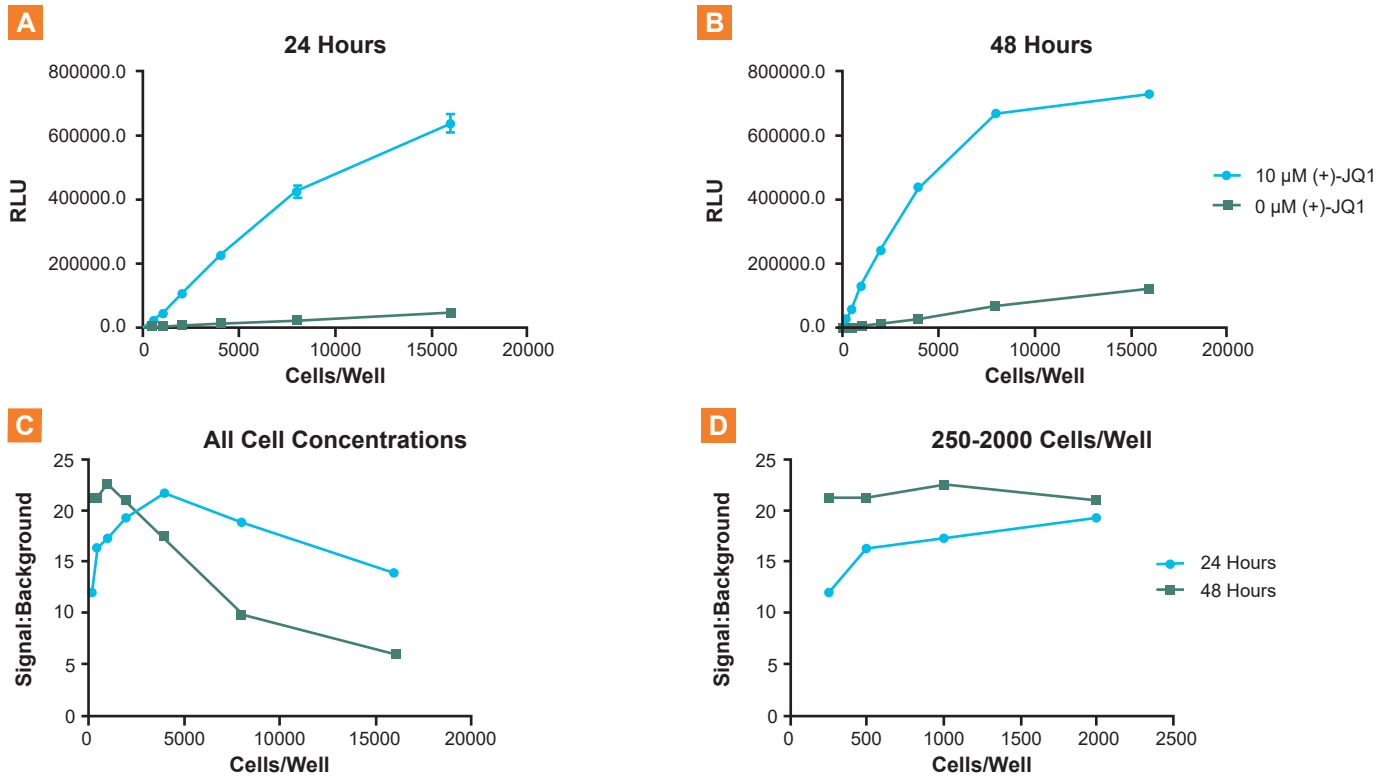 A
24 Hours
RLU
800000.0
600000.0
400000.0
200000.0
0.0
0 5000 10000 15000 20000
Cells/Well
B
48 Hours
RLU
800000.0
600000.0
400000.0
200000.0
0.0
0 5000 10000 15000 20000
Cells/Well
10 µM (+)-JQ1
0 µM (+)-JQ1
C
All Cell Concentrations
Signal:Background
25
20
15
10
5
0
0 5000 10000 15000 20000
Cells/Well
D
250-2000 Cells/Well
Signal:Background
25
20
15
10
5
0
0 500 1000 1500 2000 2500
Cells/Well
24 Hours
48 Hours